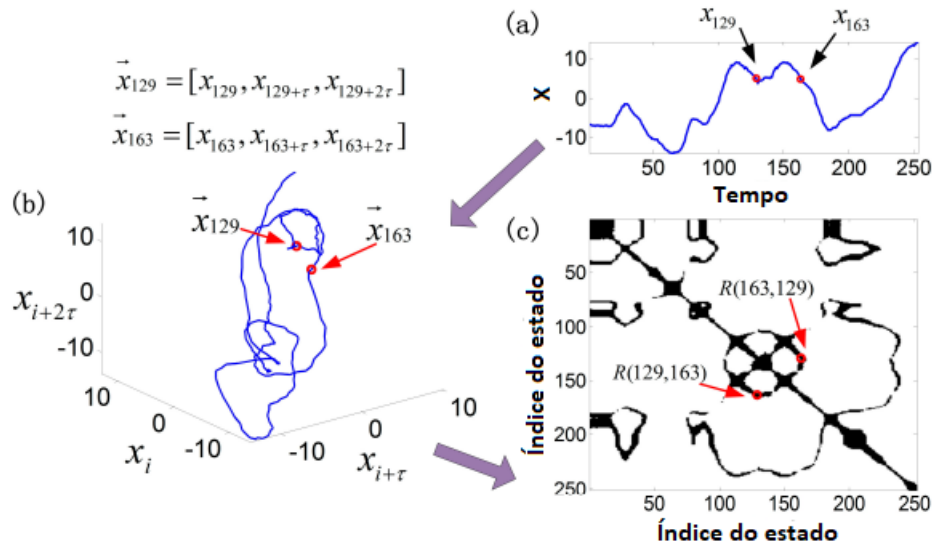 (a)
x129
x163
x⃗129 = [x129, x129+τ, x129+2τ]
x⃗163 = [x163, x163+τ, x163+2τ]
X
10
0
-10
50 100 150 200 250
Tempo
(b)
x⃗129
x⃗163
10
0
-10
xi+2τ
10 0 -10
xi
-10 0 10
xi+τ
(c)
R(163,129)
R(129,163)
50
100
150
200
250
50 100 150 200 250
Índice do estado
Índice do estado